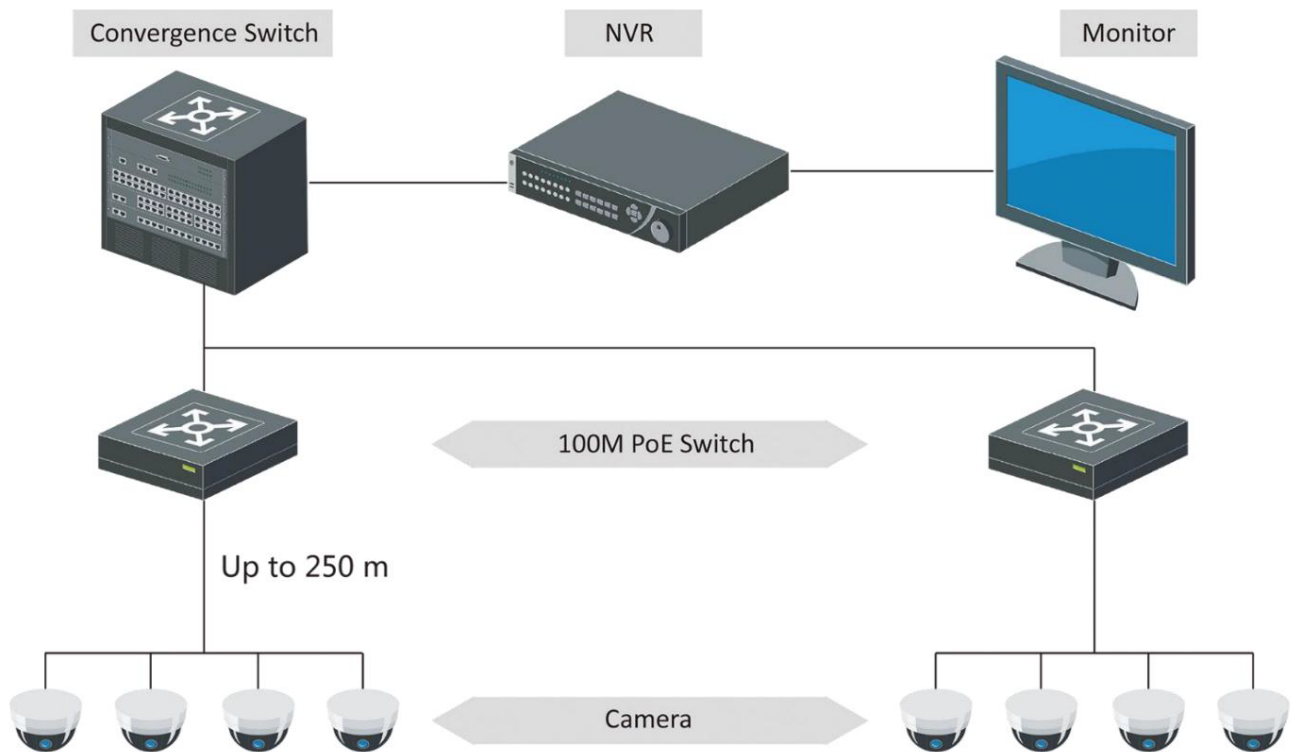 Convergence Switch
NVR
Monitor
100M PoE Switch
Up to 250 m
Camera